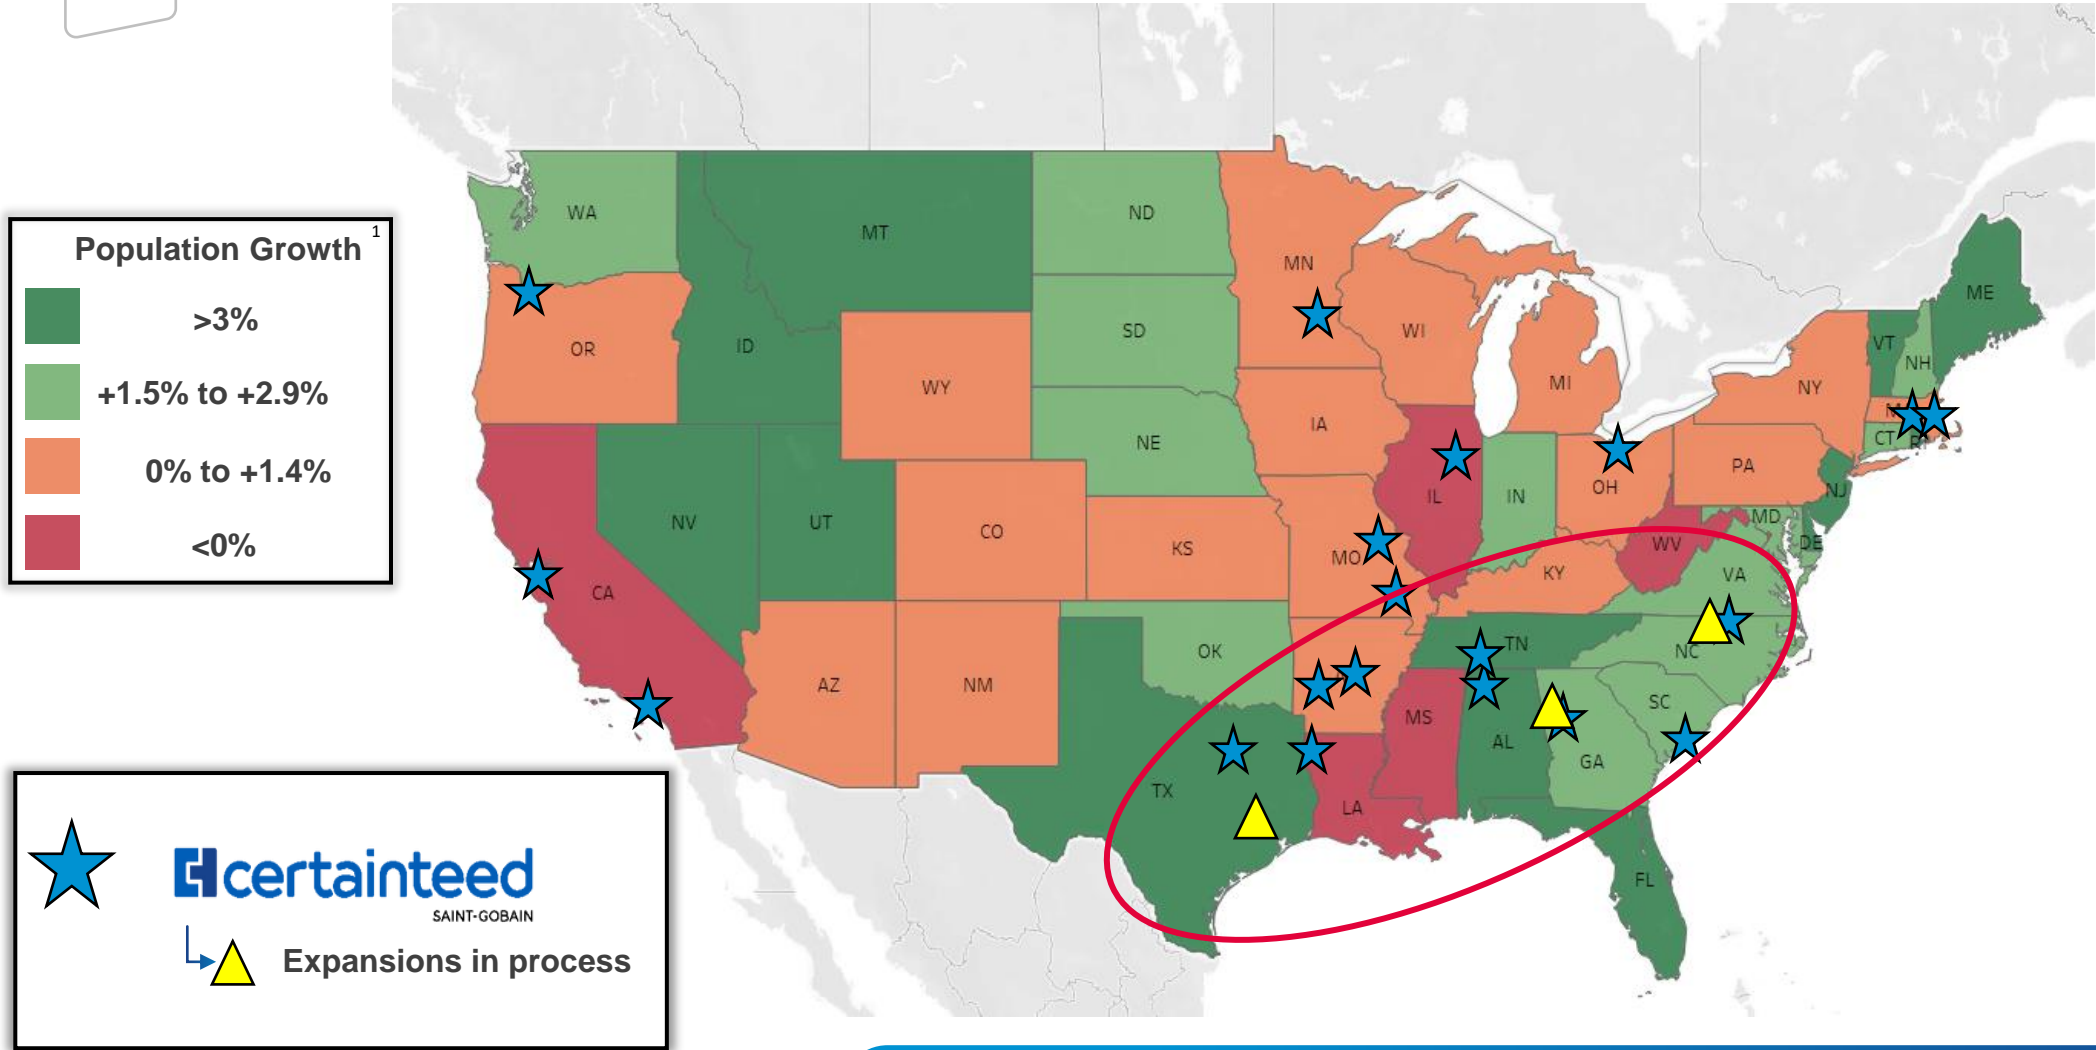 Population Growth 1
>3%
+1.5% to +2.9%
0% to +1.4%
<0%
certainteed
SAINT-GOBAIN
Expansions in process
WA
MT
ND
MN
ME
OR
ID
SD
WI
VT
NH
WY
MI
NY
NE
IA
CT
RI
PA
NV
UT
IL
IN
OH
NJ
CO
KS
MO
MD
WV
DE
CA
KY
VA
OK
TN
NC
AZ
NM
MS
SC
AL
GA
TX
LA
FL